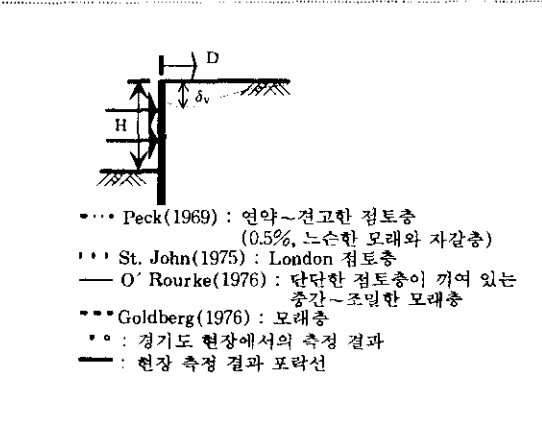 D
δv
H
Peck(1969) : 연약~견고한 점토층
(0.5%, 느슨한 모래와 자갈층)
St. John(1975) : London 점토층
O´ Rourke(1976) : 단단한 점토층이 끼여 있는
중간~조밀한 모래층
Goldberg(1976) : 모래층
: 경기도 현장에서의 측정 결과
: 현장 측정 결과 포락선